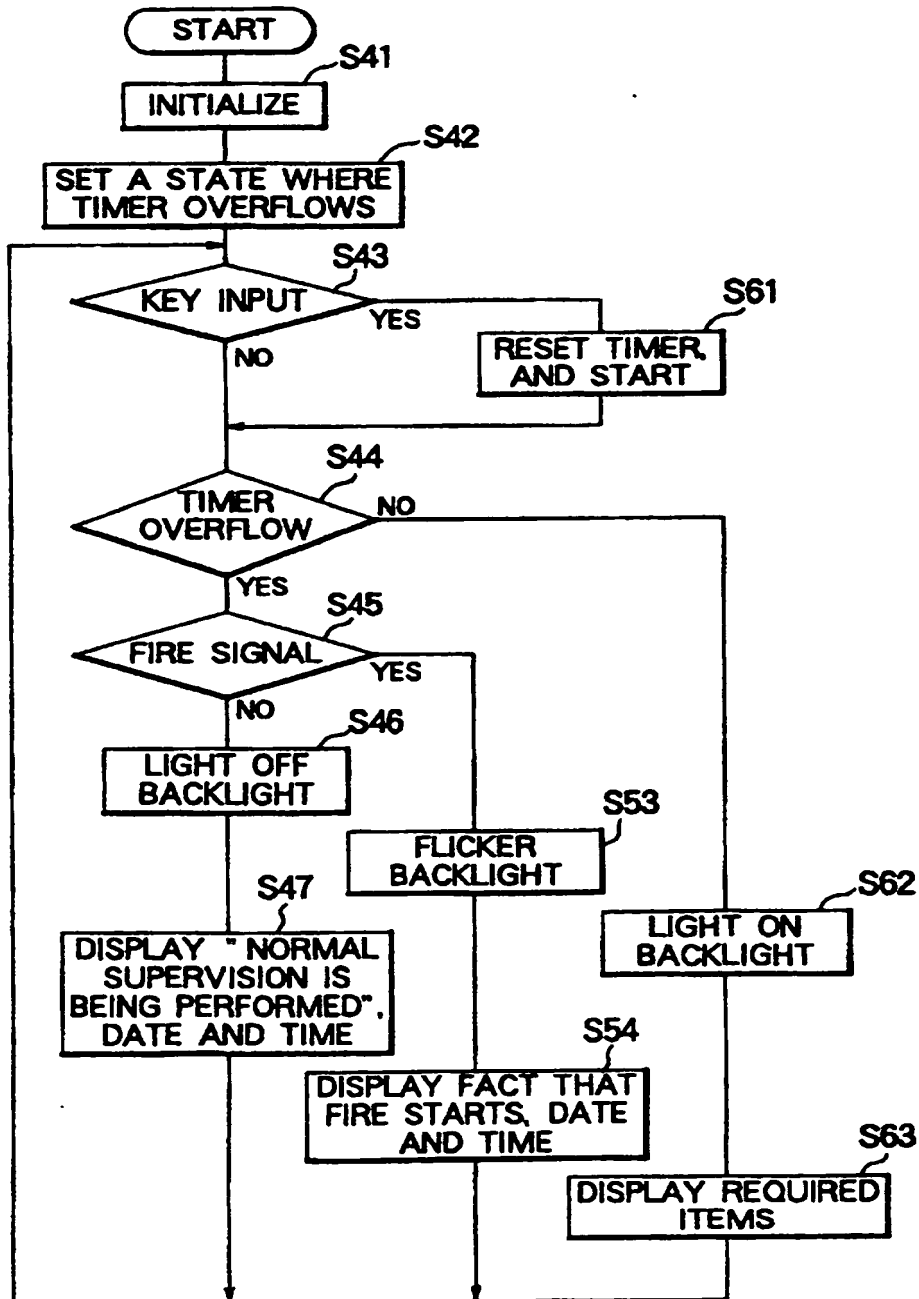 START
S41
INITIALIZE
S42
SET A STATE WHERE
TIMER OVERFLOWS
S43
KEY INPUT
YES
NO
S61
RESET TIMER,
AND START
S44
TIMER
OVERFLOW
NO
YES
S45
FIRE SIGNAL
YES
NO
S46
LIGHT OFF
BACKLIGHT
S53
FLICKER
BACKLIGHT
S47
DISPLAY " NORMAL
SUPERVISION IS
BEING PERFORMED",
DATE AND TIME
S62
LIGHT ON
BACKLIGHT
S54
DISPLAY FACT THAT
FIRE STARTS, DATE
AND TIME
S63
DISPLAY REQUIRED
ITEMS